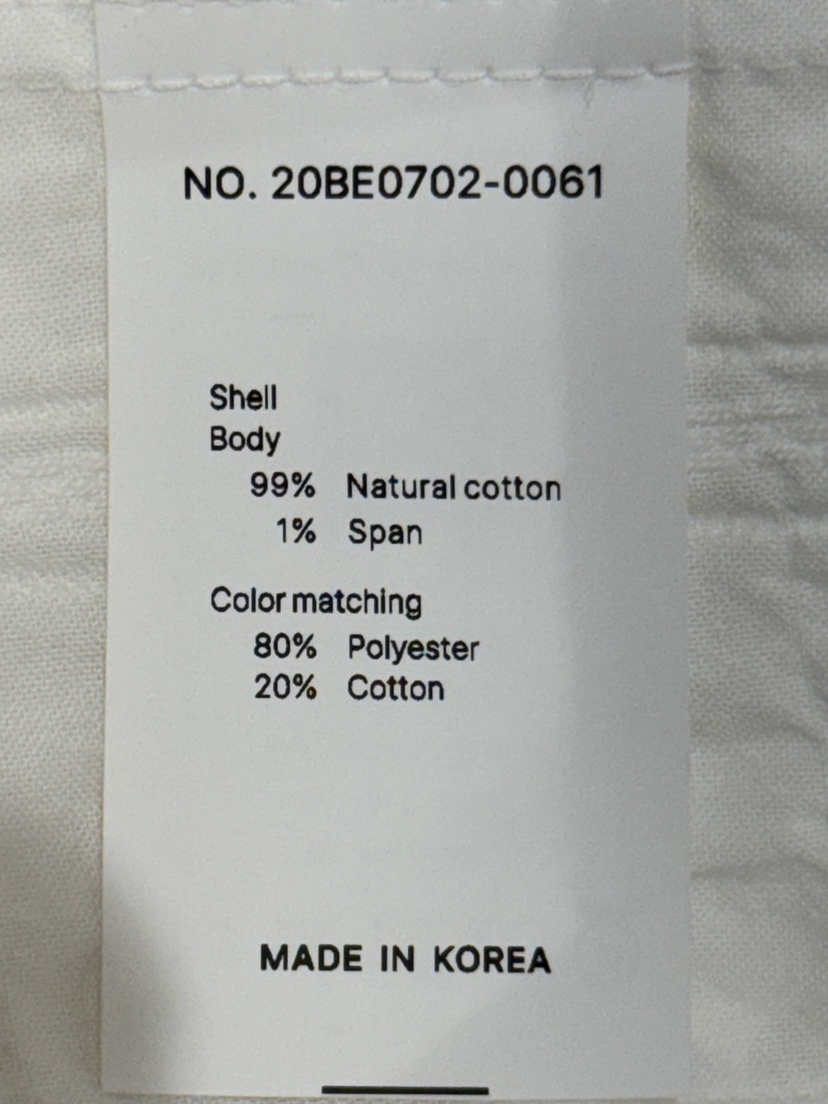 NO. 20BE0702-0061
Shell
Body
99% Natural cotton
1% Span
Color matching
80% Polyester
20% Cotton
MADE IN KOREA